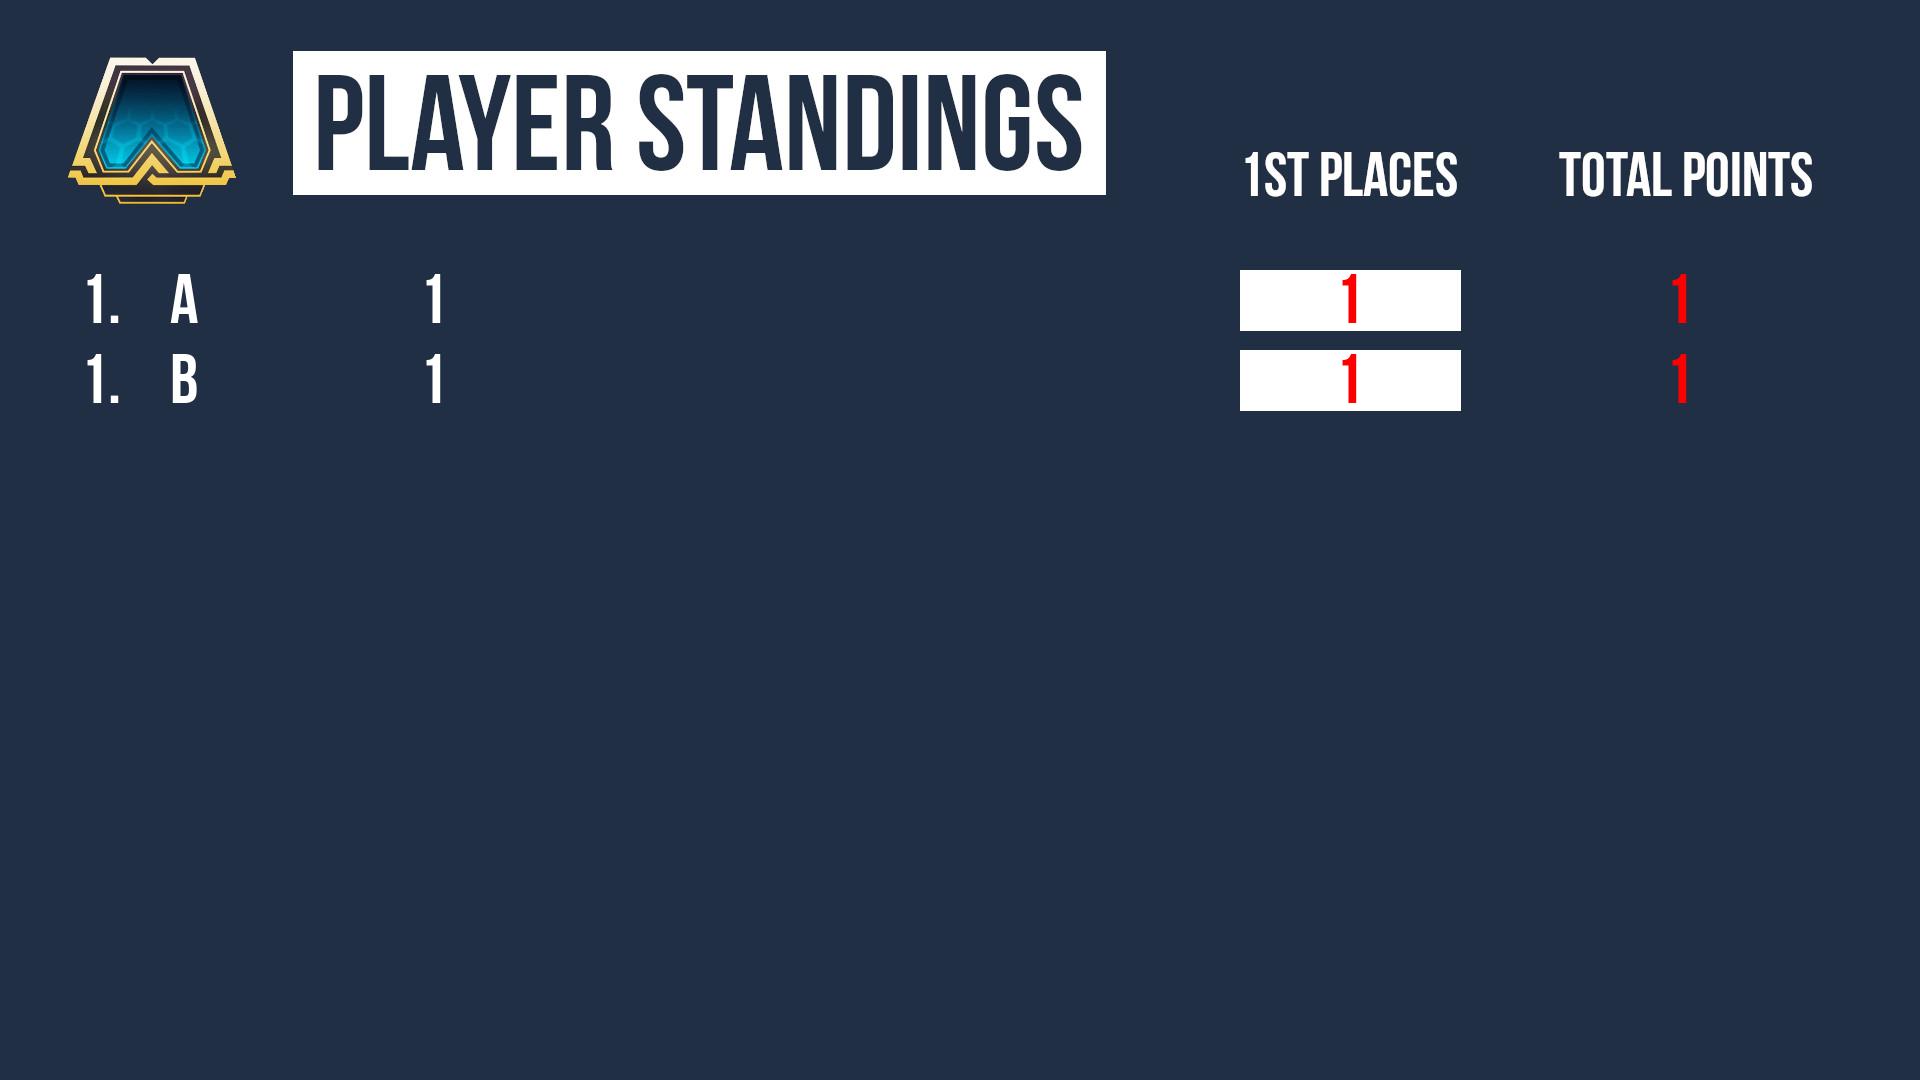 PLAYER STANDINGS
1ST PLACES TOTAL POINTS
1. A 1 1 1
1. B 1 1 1